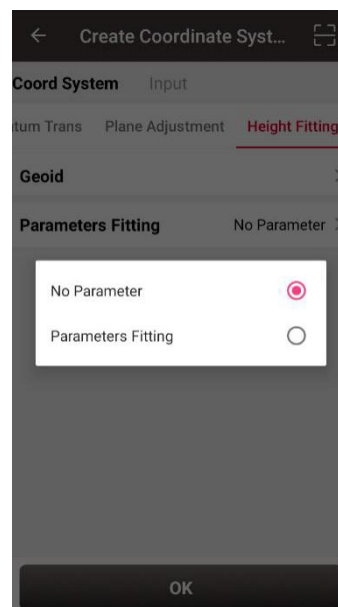 Create Coordinate Syst...
Coord System Input
tum Trans Plane Adjustment Height Fitting
Geoid
Parameters Fitting No Parameter
No Parameter
Parameters Fitting
OK